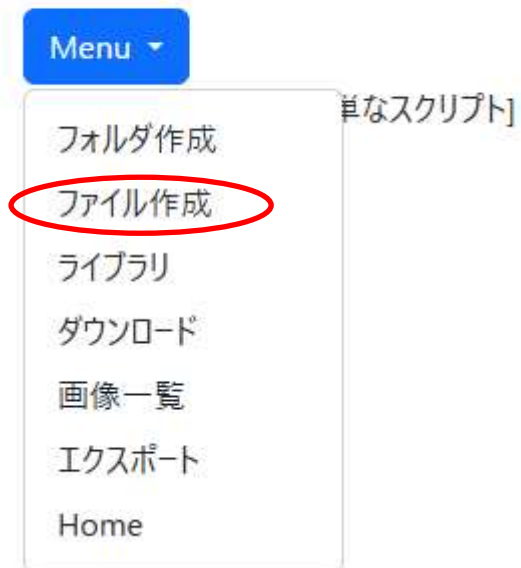 Menu
単なスクリプト]
フォルダ作成
ファイル作成
ライブラリ
ダウンロード
画像一覧
エクスポート
Home